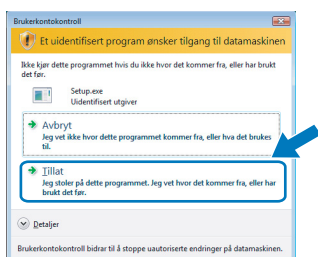 Brukerkontokontroll
Et uidentifisert program ønsker tilgang til datamaskinen
Ikke kjør dette programmet hvis du ikke hvor det kommer fra, eller har brukt
det før.
Setup.exe
Uidentifisert utgiver
Avbryt
Jeg vet ikke hvor dette programmet kommer fra, eller hva det brukes
til.
Tillat
Jeg stoler på dette programmet. Jeg vet hvor det kommer fra, eller har
brukt det før.
Detaljer
Brukerkontokontroll bidrar til å stoppe uautoriserte endringer på datamaskinen.